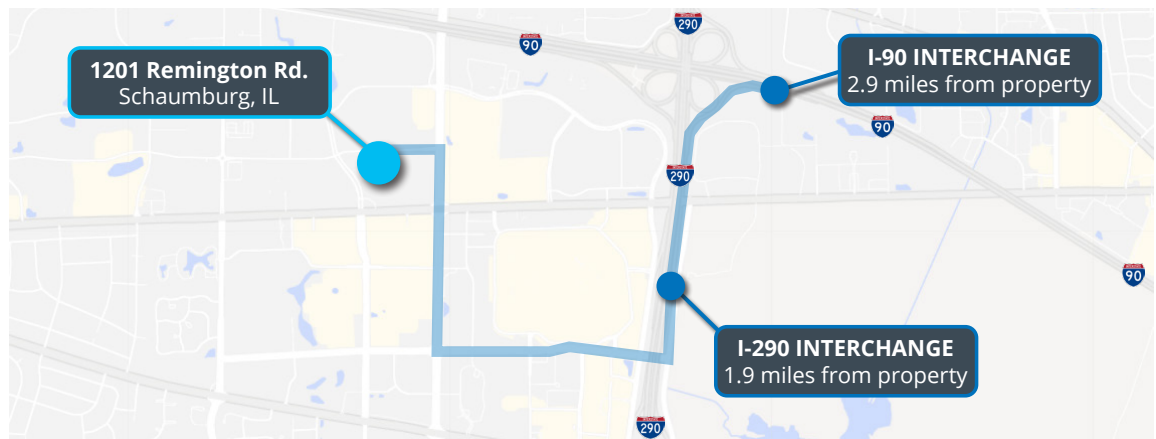 290
90
1201 Remington Rd.
Schaumburg, IL
I-90 INTERCHANGE
2.9 miles from property
90
290
90
I-290 INTERCHANGE
1.9 miles from property
290